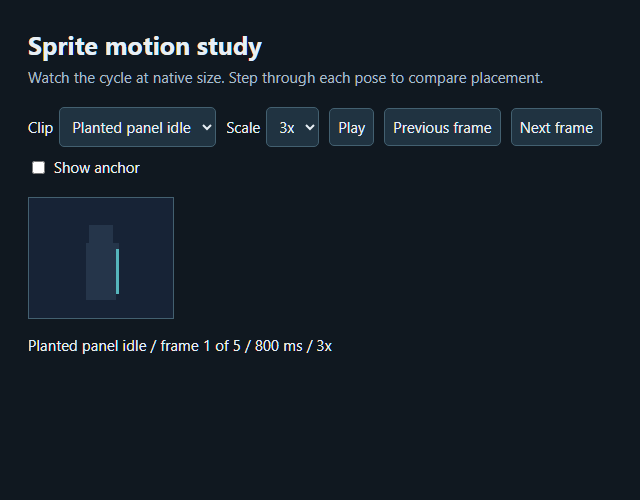 Sprite motion study
Watch the cycle at native size. Step through each pose to compare placement.
Clip Planted panel idle Scale 3x Play Previous frame Next frame
Show anchor
Planted panel idle / frame 1 of 5 / 800 ms / 3x